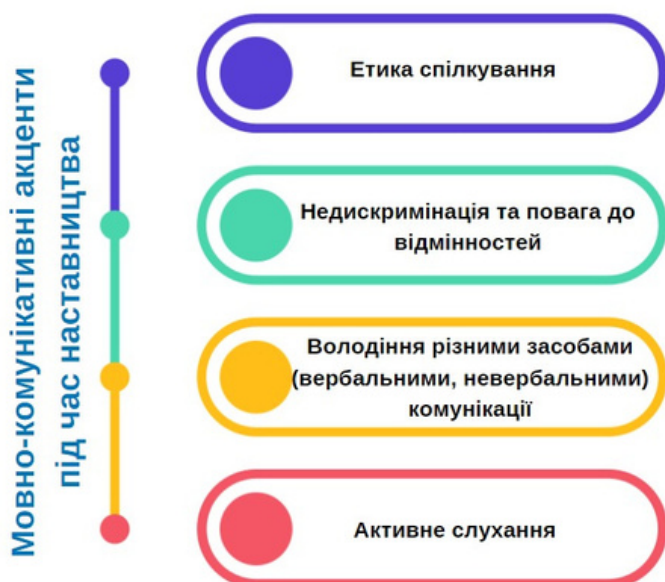 Мовно-комунікативні акценти
під час наставництва
Етика спілкування
Недискримінація та повага до
відмінностей
Володіння різними засобами
(вербальними, невербальними)
комунікації
Активне слухання